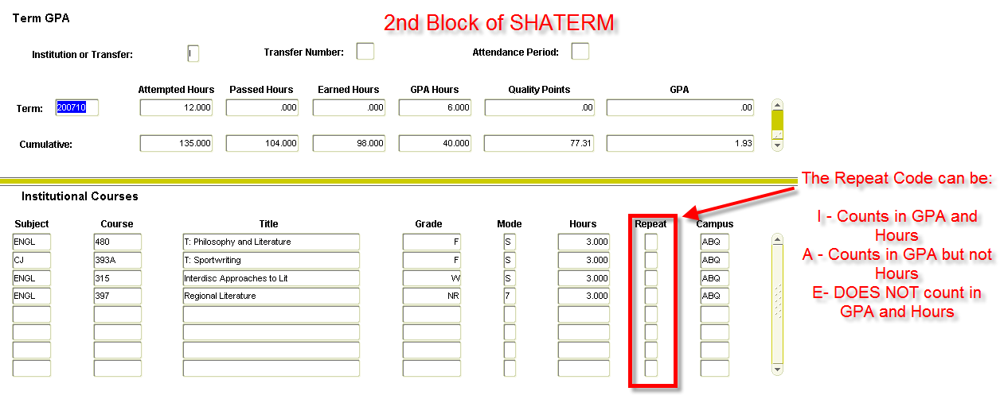 Term GPA
2nd Block of SHATERM
Institution or Transfer: I Transfer Number: Attendance Period:
Attempted Hours Passed Hours Earned Hours GPA Hours Quality Points GPA
Term: 200710 12.000 .000 .000 6.000 .00 .00
Cumulative: 135.000 104.000 98.000 40.000 77.31 1.93
The Repeat Code can be:
I - Counts in GPA and
Hours
A - Counts in GPA but not
Hours
E- DOES NOT count in
GPA and Hours
Institutional Courses
Subject Course Title Grade Mode Hours Repeat Campus
ENGL 480 T: Philosophy and Literature F S 3.000 ABQ
CJ 393A T: Sportwriting F S 3.000 ABQ
ENGL 315 Interdisc Approaches to Lit W S 3.000 ABQ
ENGL 397 Regional Literature NR 7 3.000 ABQ